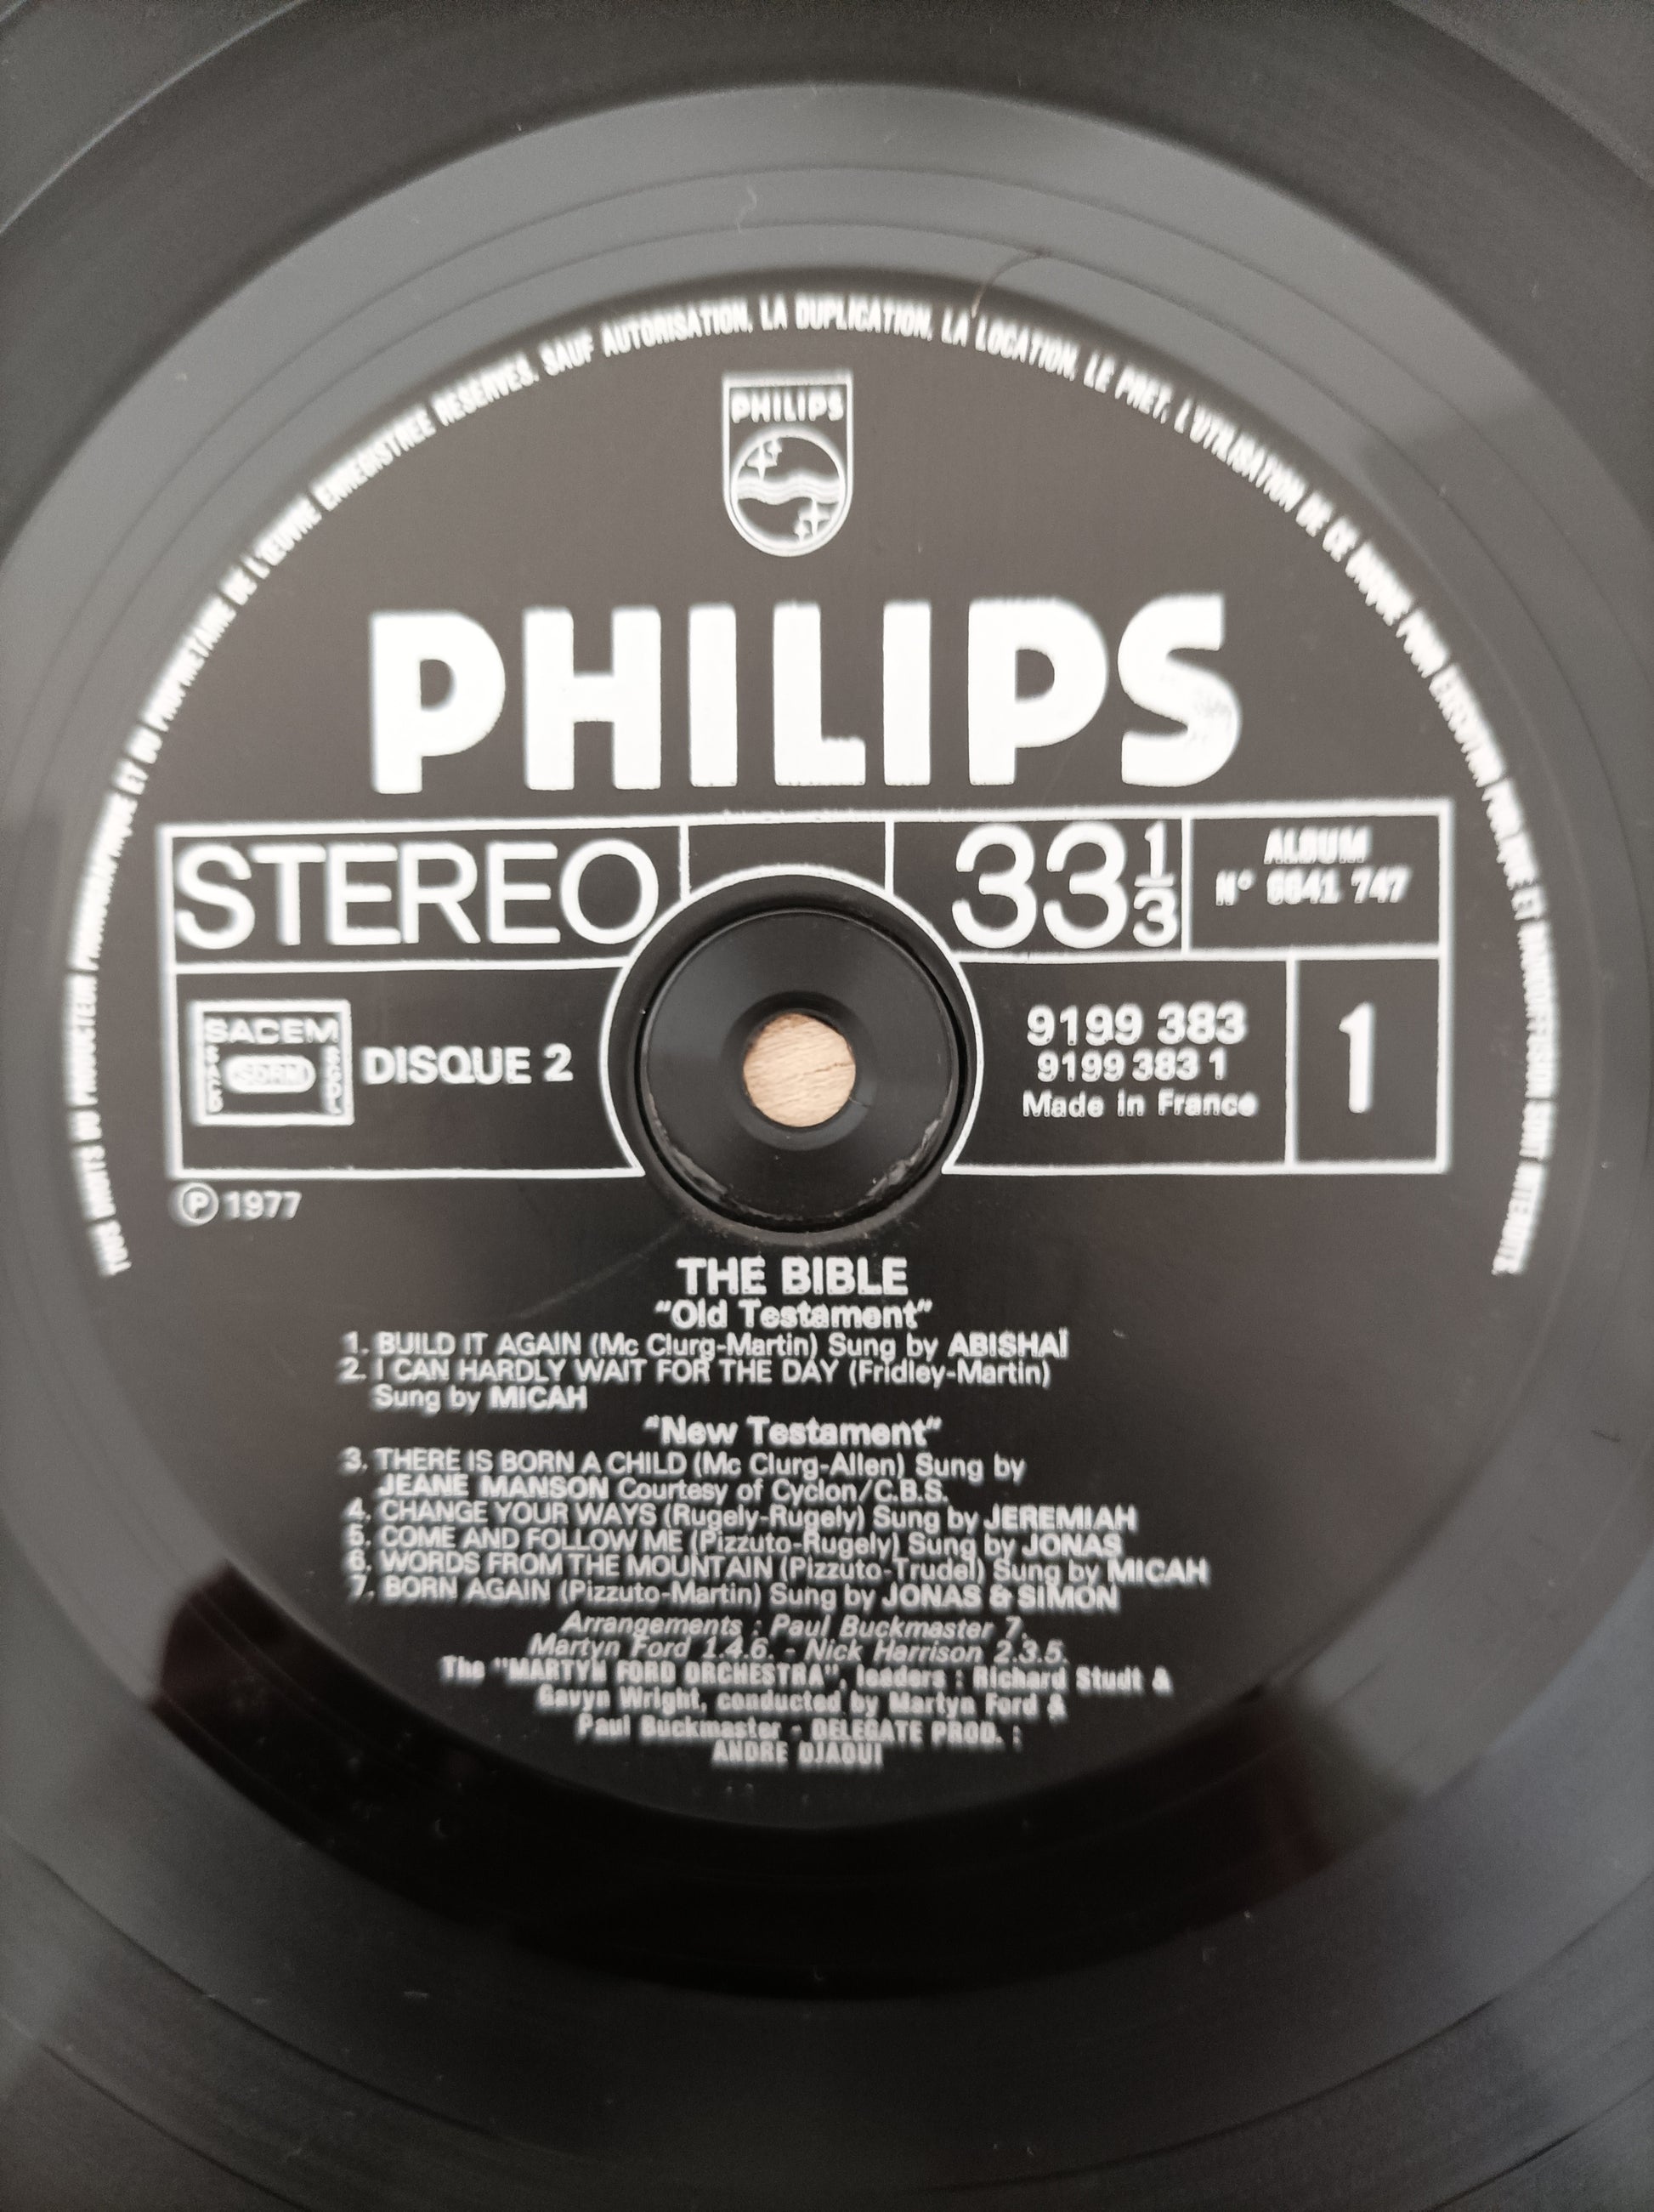 TOUS DROITS DU PRODUCTEUR PHONOGRAPHIQUE ET DU PROPRIETAIRE DE L'ŒUVRE ENREGISTREE RESERVES. SAUF AUTORISATION, LA DUPLICATION, LA LOCATION, LE PRET, L'UTILISATION DE CE DISQUE POUR EXECUTION PUBLIQUE ET RADIODIFFUSION SONT INTERDITS.
PHILIPS
PHILIPS
STEREO
33 1/3
ALBUM
N° 6641 747
SACEM
SACD
SDRM
SGDL
DISQUE 2
9199 383
9199 383 1
Made in France
1
Ⓟ 1977
THE BIBLE
"Old Testament"
1. BUILD IT AGAIN (Mc Clurg-Martin) Sung by ABISHAÏ
2. I CAN HARDLY WAIT FOR THE DAY (Fridley-Martin)
Sung by MICAH
"New Testament"
3. THERE IS BORN A CHILD (Mc Clurg-Allen) Sung by
JEANE MANSON Courtesy of Cyclon/C.B.S.
4. CHANGE YOUR WAYS (Rugely-Rugely) Sung by JEREMIAH
5. COME AND FOLLOW ME (Pizzuto-Rugely) Sung by JONAS
6. WORDS FROM THE MOUNTAIN (Pizzuto-Trudel) Sung by MICAH
7. BORN AGAIN (Pizzuto-Martin) Sung by JONAS & SIMON
Arrangements : Paul Buckmaster 7.
Martyn Ford 1.4.6. - Nick Harrison 2.3.5.
The "MARTYN FORD ORCHESTRA", leaders : Richard Studt &
Gavyn Wright, conducted by Martyn Ford &
Paul Buckmaster - DELEGATE PROD. :
ANDRE DJAOUI